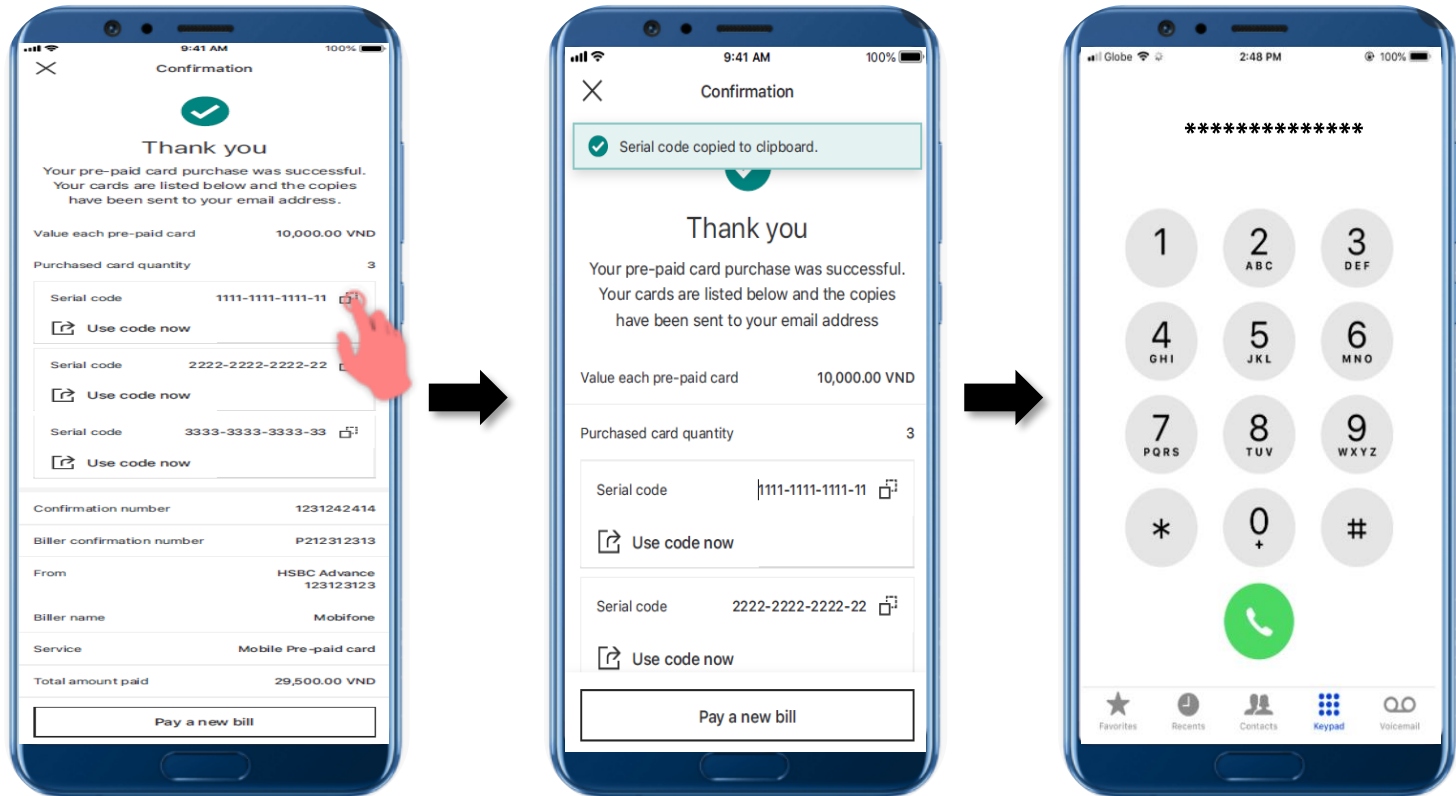 9:41 AM 100%
Confirmation
Thank you
Your pre-paid card purchase was successful.
Your cards are listed below and the copies
have been sent to your email address.
Value each pre-paid card 10,000.00 VND
Purchased card quantity 3
Serial code 1111-1111-1111-11
Use code now
Serial code 2222-2222-2222-22
Use code now
Serial code 3333-3333-3333-33
Use code now
Confirmation number 1231242414
Biller confirmation number P212312313
From HSBC Advance
123123123
Biller name Mobifone
Service Mobile Pre-paid card
Total amount paid 29,500.00 VND
Pay a new bill
9:41 AM 100%
Confirmation
Serial code copied to clipboard.
Thank you
Your pre-paid card purchase was successful.
Your cards are listed below and the copies
have been sent to your email address
Value each pre-paid card 10,000.00 VND
Purchased card quantity 3
Serial code 1111-1111-1111-11
Use code now
Serial code 2222-2222-2222-22
Use code now
Pay a new bill
Globe 2:48 PM 100%
**************
1 2 3
ABC DEF
4 5 6
GHI JKL MNO
7 8 9
PQRS TUV WXYZ
* 0 #
+
Favorites Recents Contacts Keypad Voicemail